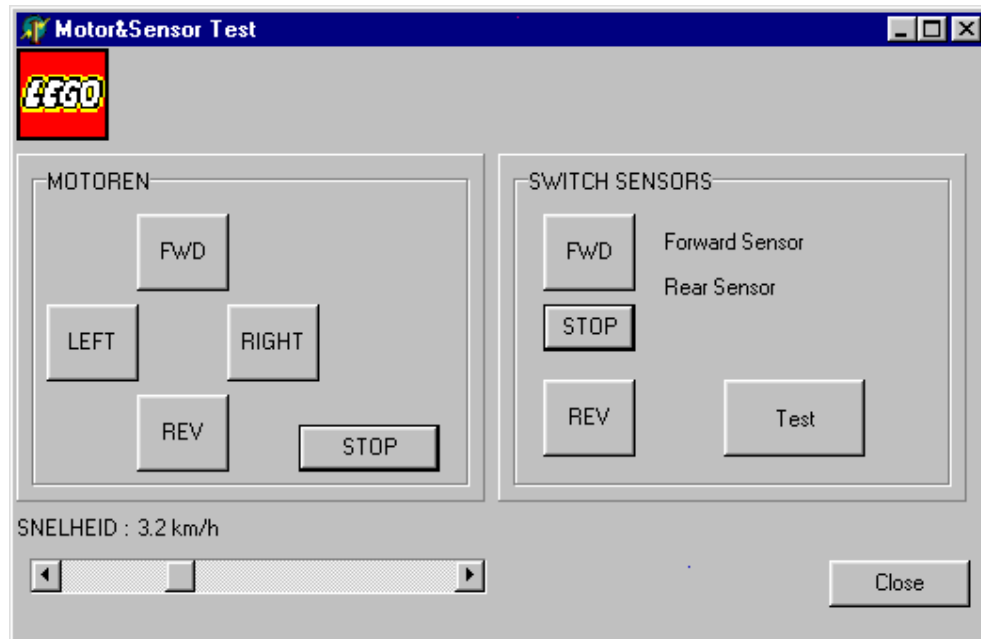 Motor&Sensor Test
LEGO
MOTOREN
FWD
LEFT
RIGHT
REV
STOP
SWITCH SENSORS
FWD
Forward Sensor
Rear Sensor
STOP
REV
Test
SNELHEID : 3.2 km/h
Close